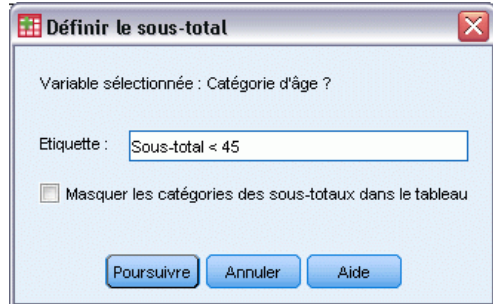 Définir le sous-total
Variable sélectionnée : Catégorie d'âge ?
Etiquette : Sous-total < 45
Masquer les catégories des sous-totaux dans le tableau
Poursuivre Annuler Aide